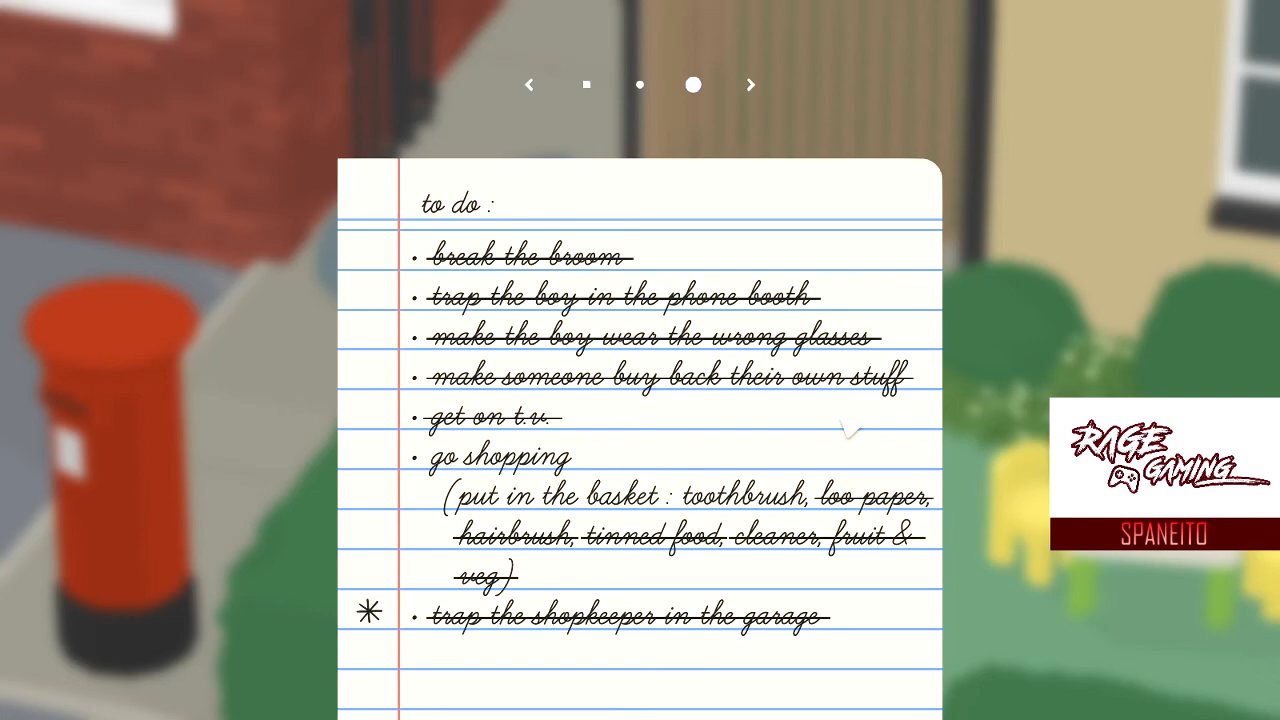 to do :
• break the broom
• trap the boy in the phone booth
• make the boy wear the wrong glasses
• make someone buy back their own stuff
• get on t.v.
• go shopping
(put in the basket : toothbrush, loo paper,
hairbrush, tinned food, cleaner, fruit &
veg)
• trap the shopkeeper in the garage
RAGE
GAMING
SPANEITO